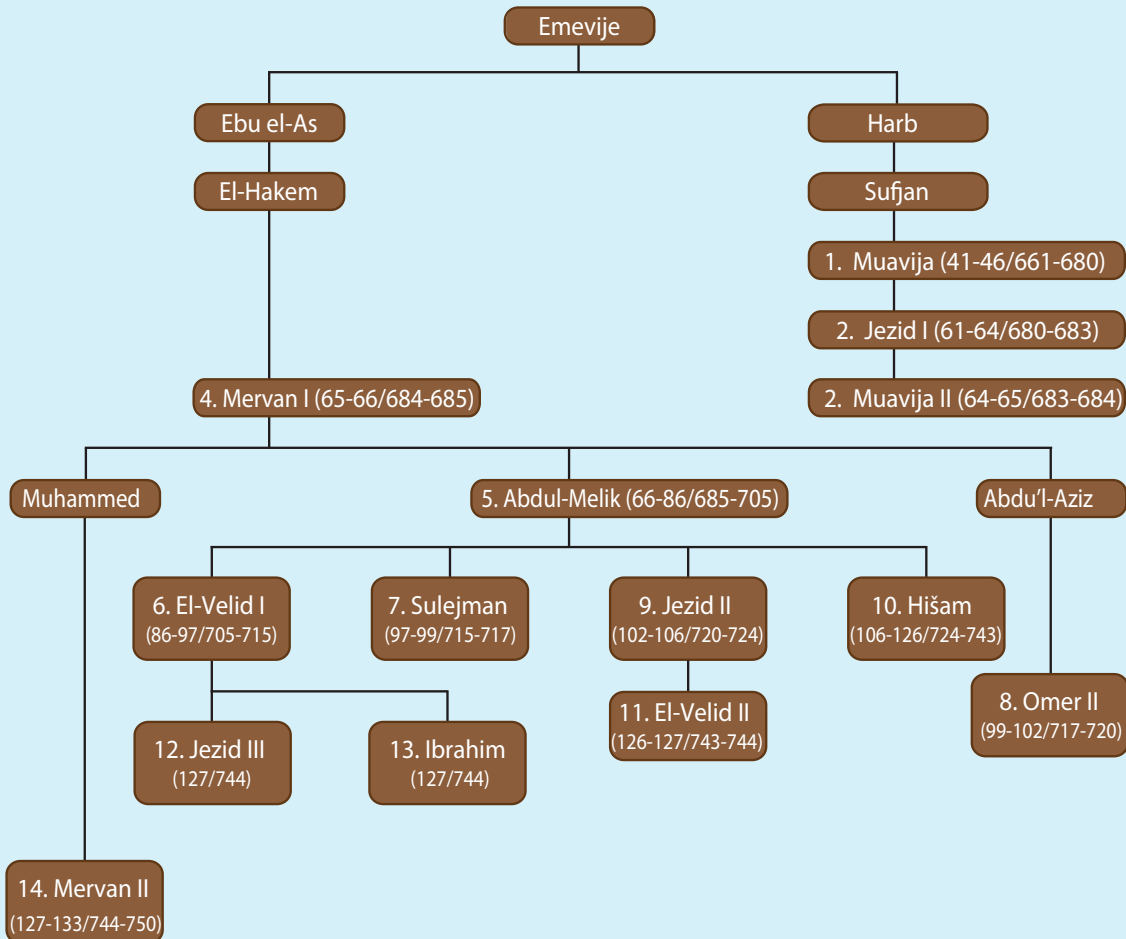 Emevije
Ebu el-As
Harb
El-Hakem
Sufjan
1. Muavija (41-46/661-680)
2. Jezid I (61-64/680-683)
4. Mervan I (65-66/684-685)
2. Muavija II (64-65/683-684)
Muhammed
5. Abdul-Melik (66-86/685-705)
Abdu’l-Aziz
6. El-Velid I
(86-97/705-715)
7. Sulejman
(97-99/715-717)
9. Jezid II
(102-106/720-724)
10. Hišam
(106-126/724-743)
8. Omer II
(99-102/717-720)
11. El-Velid II
(126-127/743-744)
12. Jezid III
(127/744)
13. Ibrahim
(127/744)
14. Mervan II
(127-133/744-750)